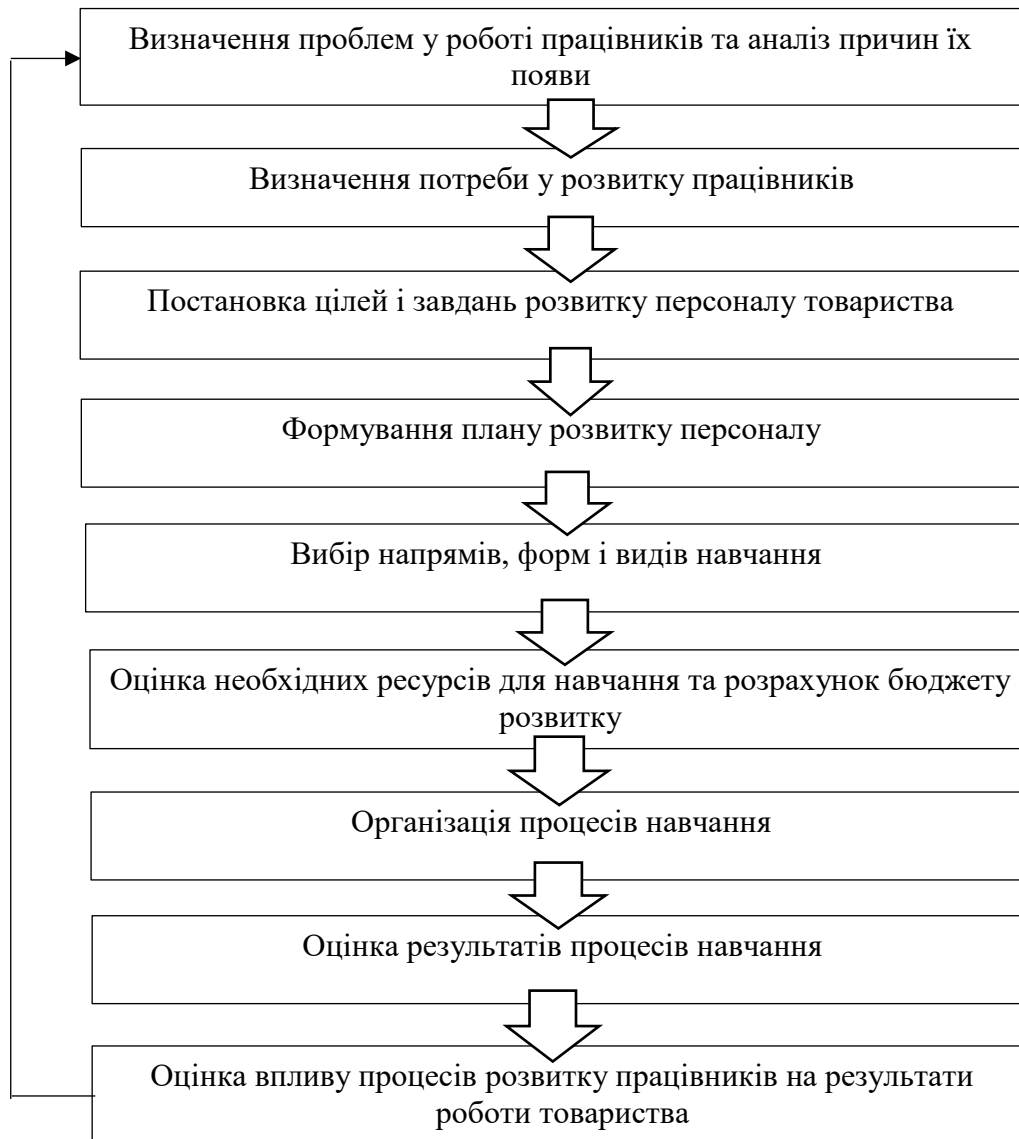 Визначення проблем у роботі працівників та аналіз причин їх
появи
Визначення потреби у розвитку працівників
Постановка цілей і завдань розвитку персоналу товариства
Формування плану розвитку персоналу
Вибір напрямів, форм і видів навчання
Оцінка необхідних ресурсів для навчання та розрахунок бюджету
розвитку
Організація процесів навчання
Оцінка результатів процесів навчання
Оцінка впливу процесів розвитку працівників на результати
роботи товариства